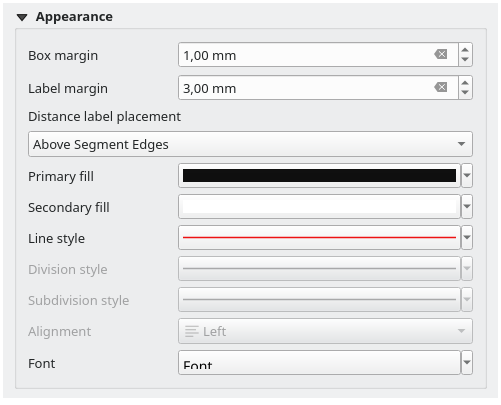 Appearance
Box margin 1,00 mm
Label margin 3,00 mm
Distance label placement
Above Segment Edges
Primary fill
Secondary fill
Line style
Division style
Subdivision style
Alignment Left
Font Font